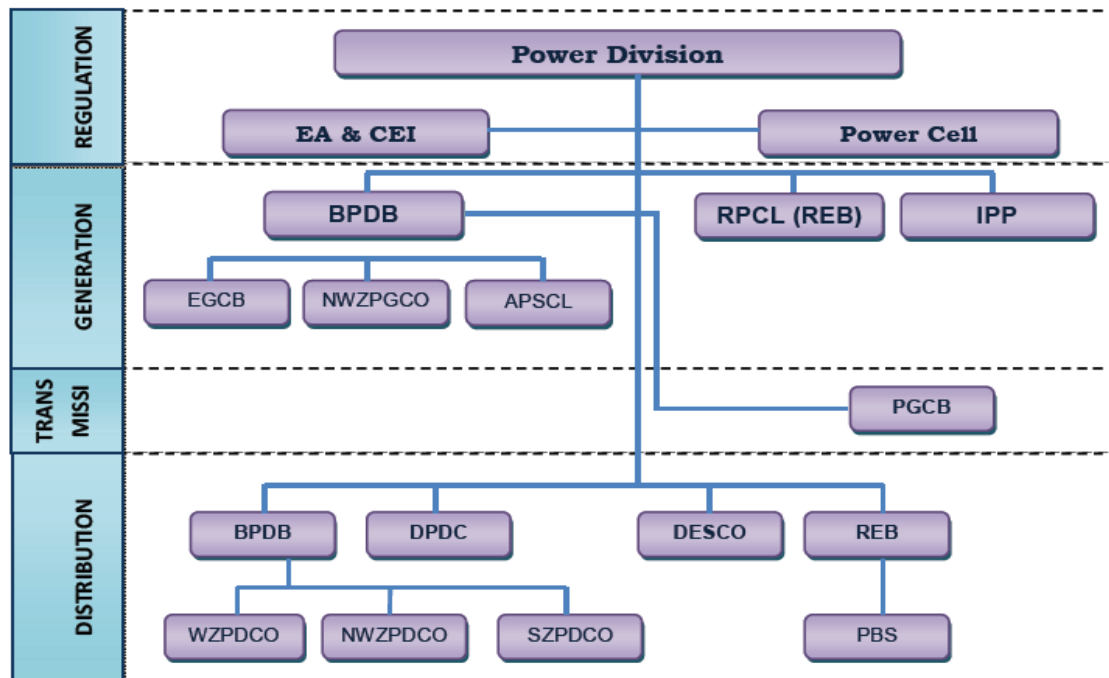 REGULATION
Power Division
EA & CEI
Power Cell
GENERATION
BPDB
RPCL (REB)
IPP
EGCB
NWZPGCO
APSCL
TRANS
MISSI
PGCB
DISTRIBUTION
BPDB
DPDC
DESCO
REB
WZPDCO
NWZPDCO
SZPDCO
PBS